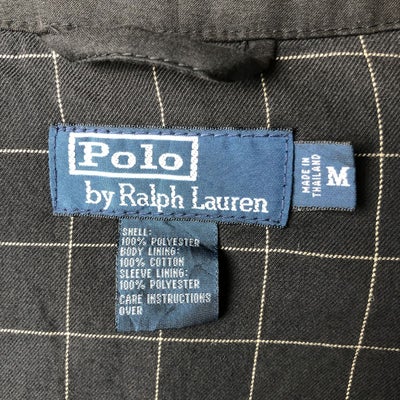 Polo
by Ralph Lauren
MADE IN
THAILAND
M
SHELL:
100% POLYESTER
BODY LINING:
100% COTTON
SLEEVE LINING:
100% POLYESTER
CARE INSTRUCTIONS
OVER